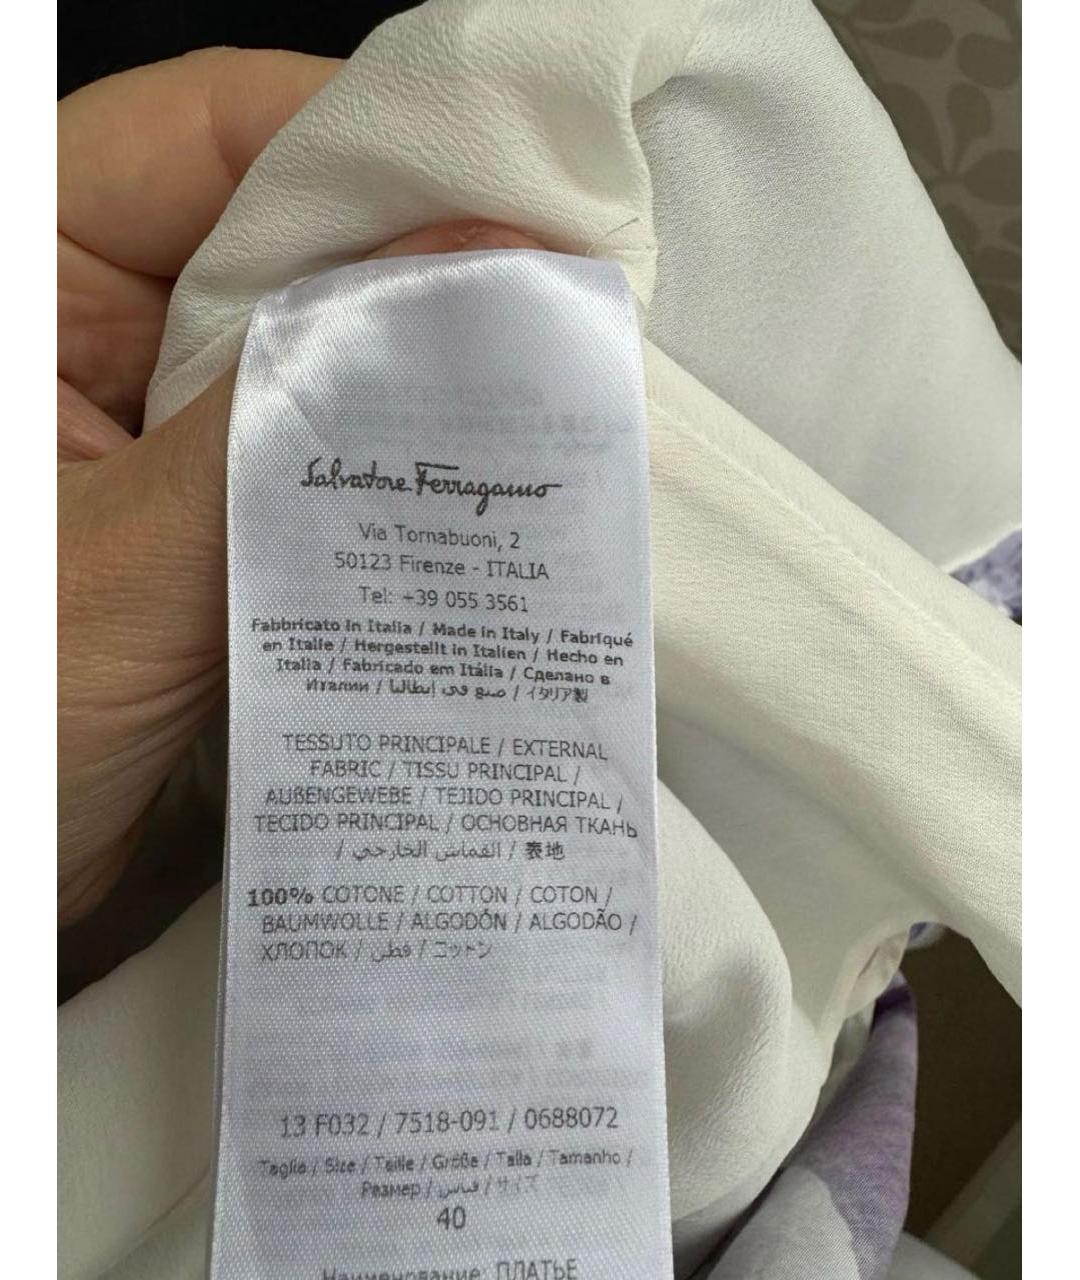 Salvatore Ferragamo
Via Tornabuoni, 2
50123 Firenze - ITALIA
Tel: +39 055 3561
Fabbricato in Italia / Made in Italy / Fabriqué
en Italie / Hergestellt in Italien / Hecho en
Italia / Fabricado em Itália / Сделано в
Италии / صنع في إيطاليا / イタリア製
TESSUTO PRINCIPALE / EXTERNAL
FABRIC / TISSU PRINCIPAL /
AUßENGEWEBE / TEJIDO PRINCIPAL /
TECIDO PRINCIPAL / ОСНОВНАЯ ТКАНЬ
/ القماس الخارجي / 表地
100% COTONE / COTTON / COTON /
BAUMWOLLE / ALGODÓN / ALGODÃO /
ХЛОПОК / قطن / コットン
13 F032 / 7518-091 / 0688072
Taglia / Size / Taille / Größe / Talla / Tamanho /
Размер / قياس / サイズ
40
Наименование ПЛАТЬЕ